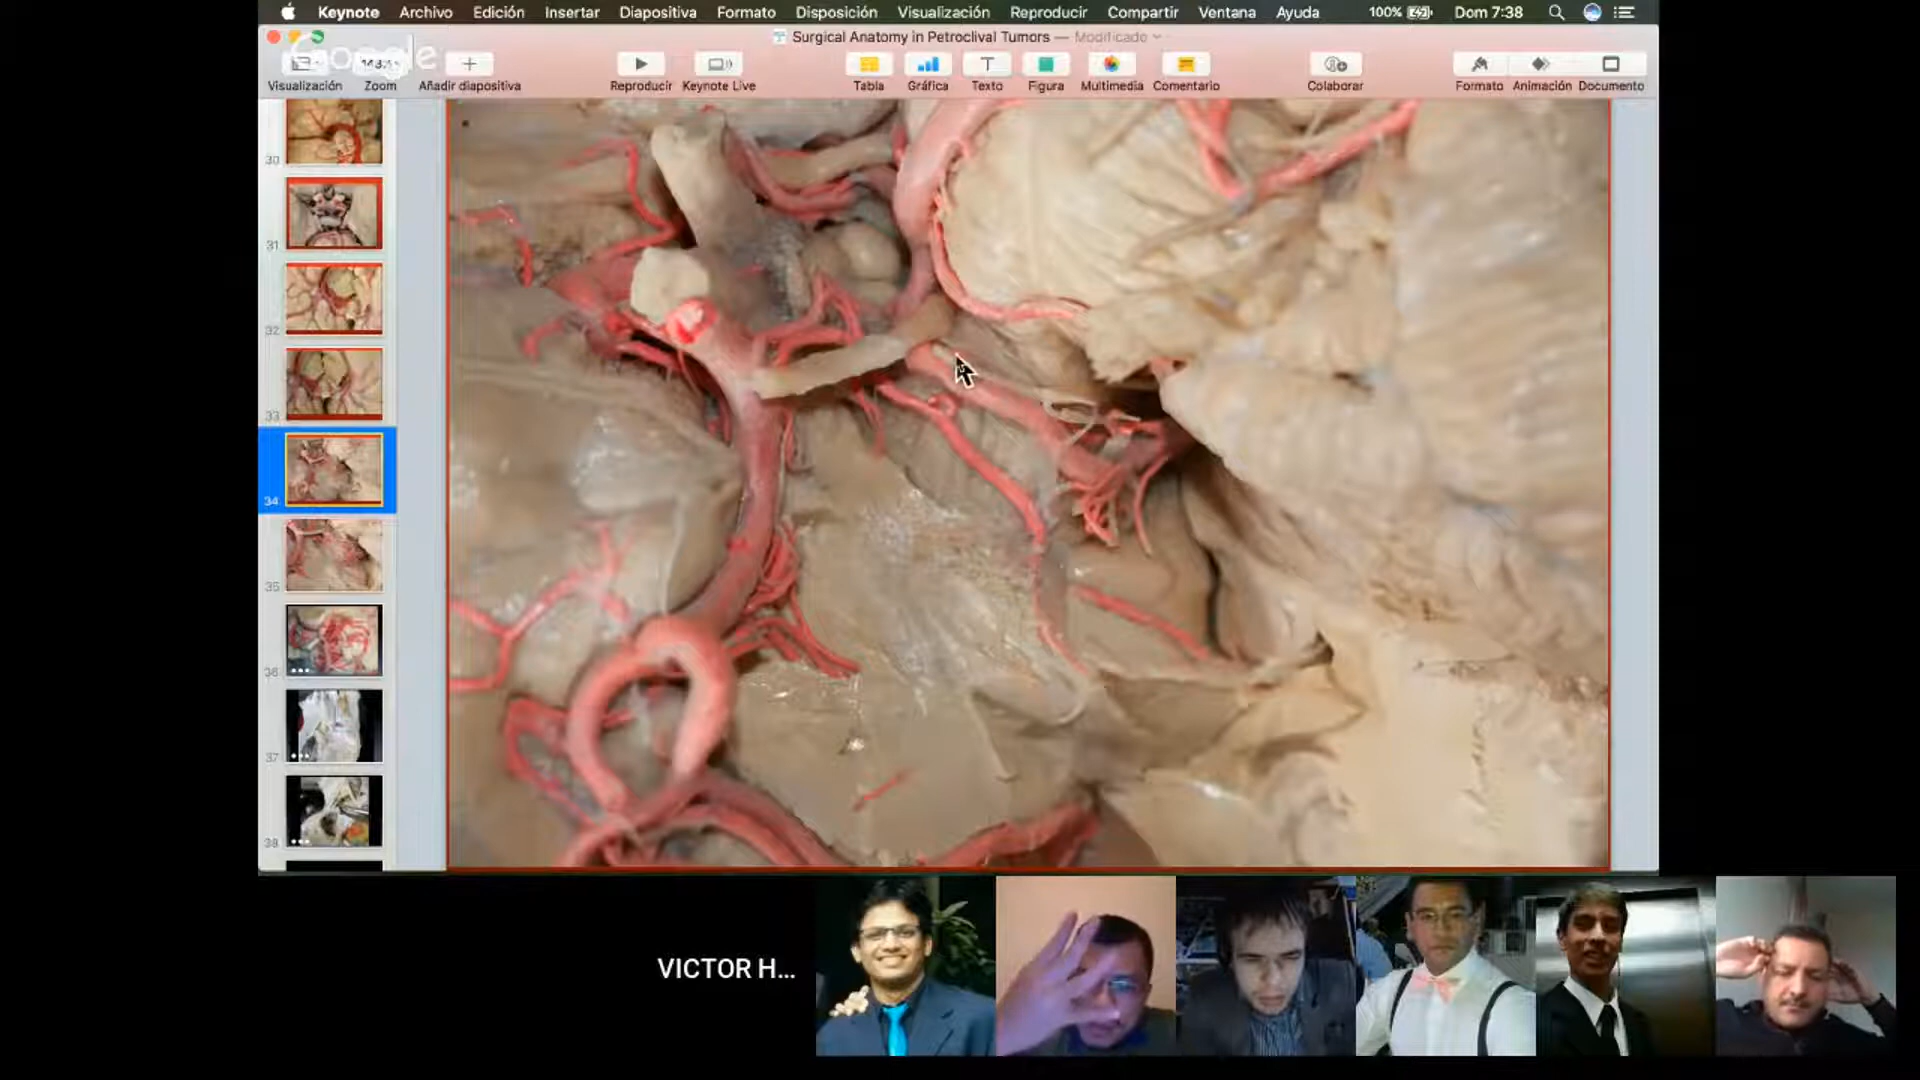 Keynote Archivo Edición Insertar Diapositiva Formato Disposición Visualización Reproducir Compartir Ventana Ayuda 100% Dom 7:38
Surgical Anatomy in Petroclival Tumors — Modificado
Google
Visualización Zoom Añadir diapositiva Reproducir Keynote Live Tabla Gráfica Texto Figura Multimedia Comentario Colaborar Formato Animación Documento
30
31
32
33
34
35
36
37
38
VICTOR H...